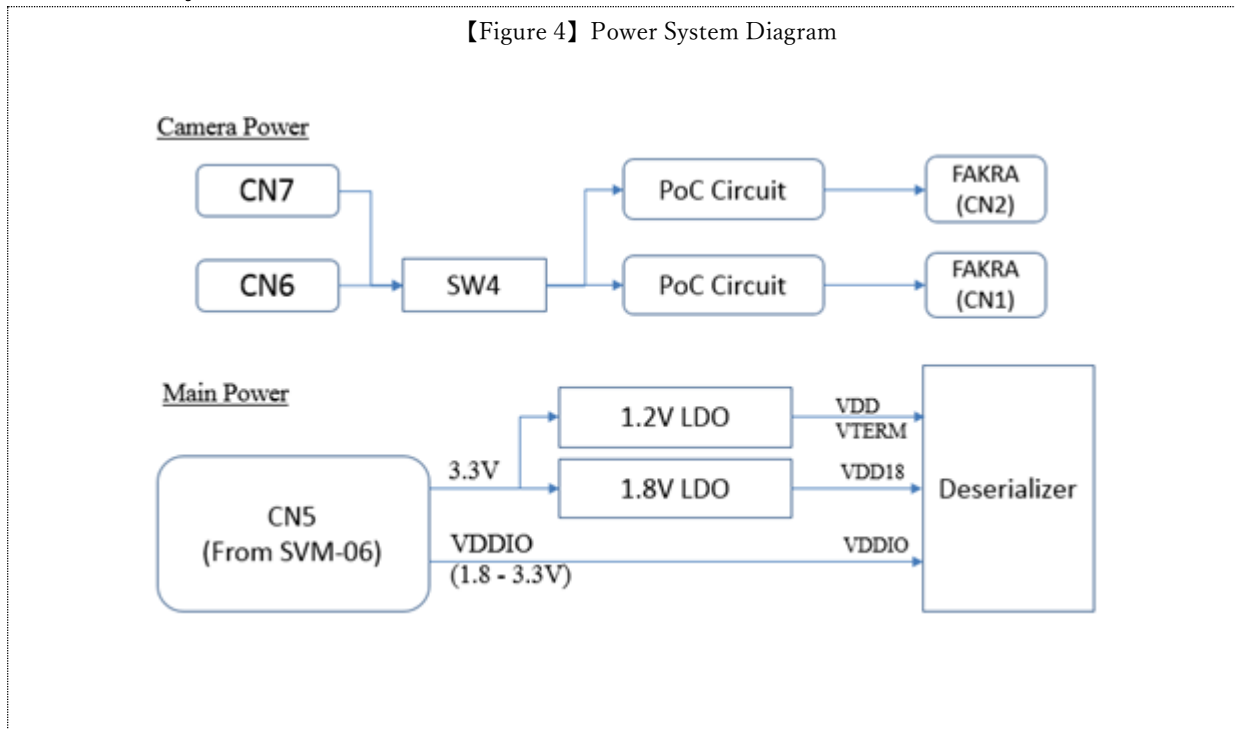 【Figure 4】Power System Diagram
Camera Power
CN7
PoC Circuit
FAKRA
(CN2)
CN6
SW4
PoC Circuit
FAKRA
(CN1)
Main Power
1.2V LDO
VDD
VTERM
3.3V
1.8V LDO
VDD18
Deserializer
CN5
(From SVM-06)
VDDIO
(1.8 - 3.3V)
VDDIO